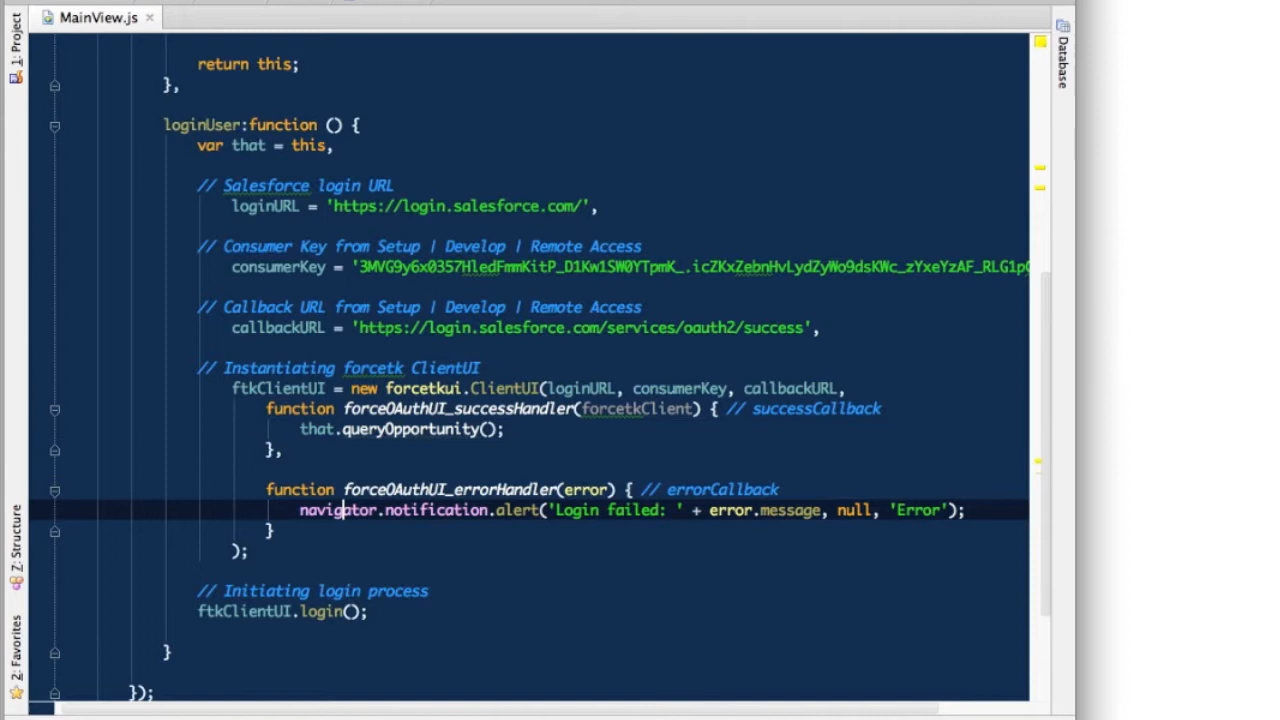 MainView.js
1: Project
Database
return this;
},
loginUser:function () {
var that = this,
// Salesforce login URL
loginURL = 'https://login.salesforce.com/',
// Consumer Key from Setup | Develop | Remote Access
consumerKey = '3MVG9y6x0357HledFmmKitP_D1Kw1SW0YTpmK_.icZKxZebnHvLydZyWo9dsKWc_zYxeYzAF_RLG1p
// Callback URL from Setup | Develop | Remote Access
callbackURL = 'https://login.salesforce.com/services/oauth2/success',
// Instantiating forcetk ClientUI
ftkClientUI = new forcetkui.ClientUI(loginURL, consumerKey, callbackURL,
function forceOAuthUI_successHandler(forcetkClient) { // successCallback
that.queryOpportunity();
},
function forceOAuthUI_errorHandler(error) { // errorCallback
navigator.notification.alert('Login failed: ' + error.message, null, 'Error');
}
);
// Initiating login process
ftkClientUI.login();
}
});
Z: Structure
2: Favorites